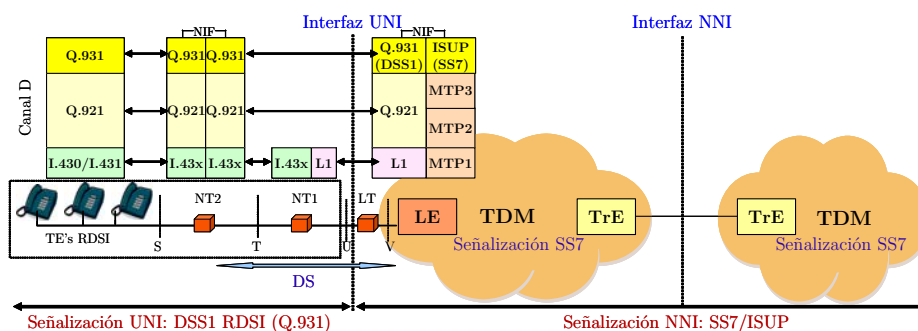 Interfaz UNI
Interfaz NNI
NIF
NIF
Canal D
Q.931
Q.931
Q.931
Q.931
(DSS1)
ISUP
(SS7)
Q.921
Q.921
Q.921
Q.921
MTP3
MTP2
I.430/I.431
I.43x
I.43x
I.43x
L1
L1
MTP1
TE's RDSI
S
NT2
T
NT1
U
LT
V
LE
TDM
Señalización SS7
TrE
TrE
TDM
Señalización SS7
DS
Señalización UNI: DSS1 RDSI (Q.931)
Señalización NNI: SS7/ISUP